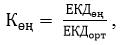 Көң = ЕКДөң / ЕКДорт ,